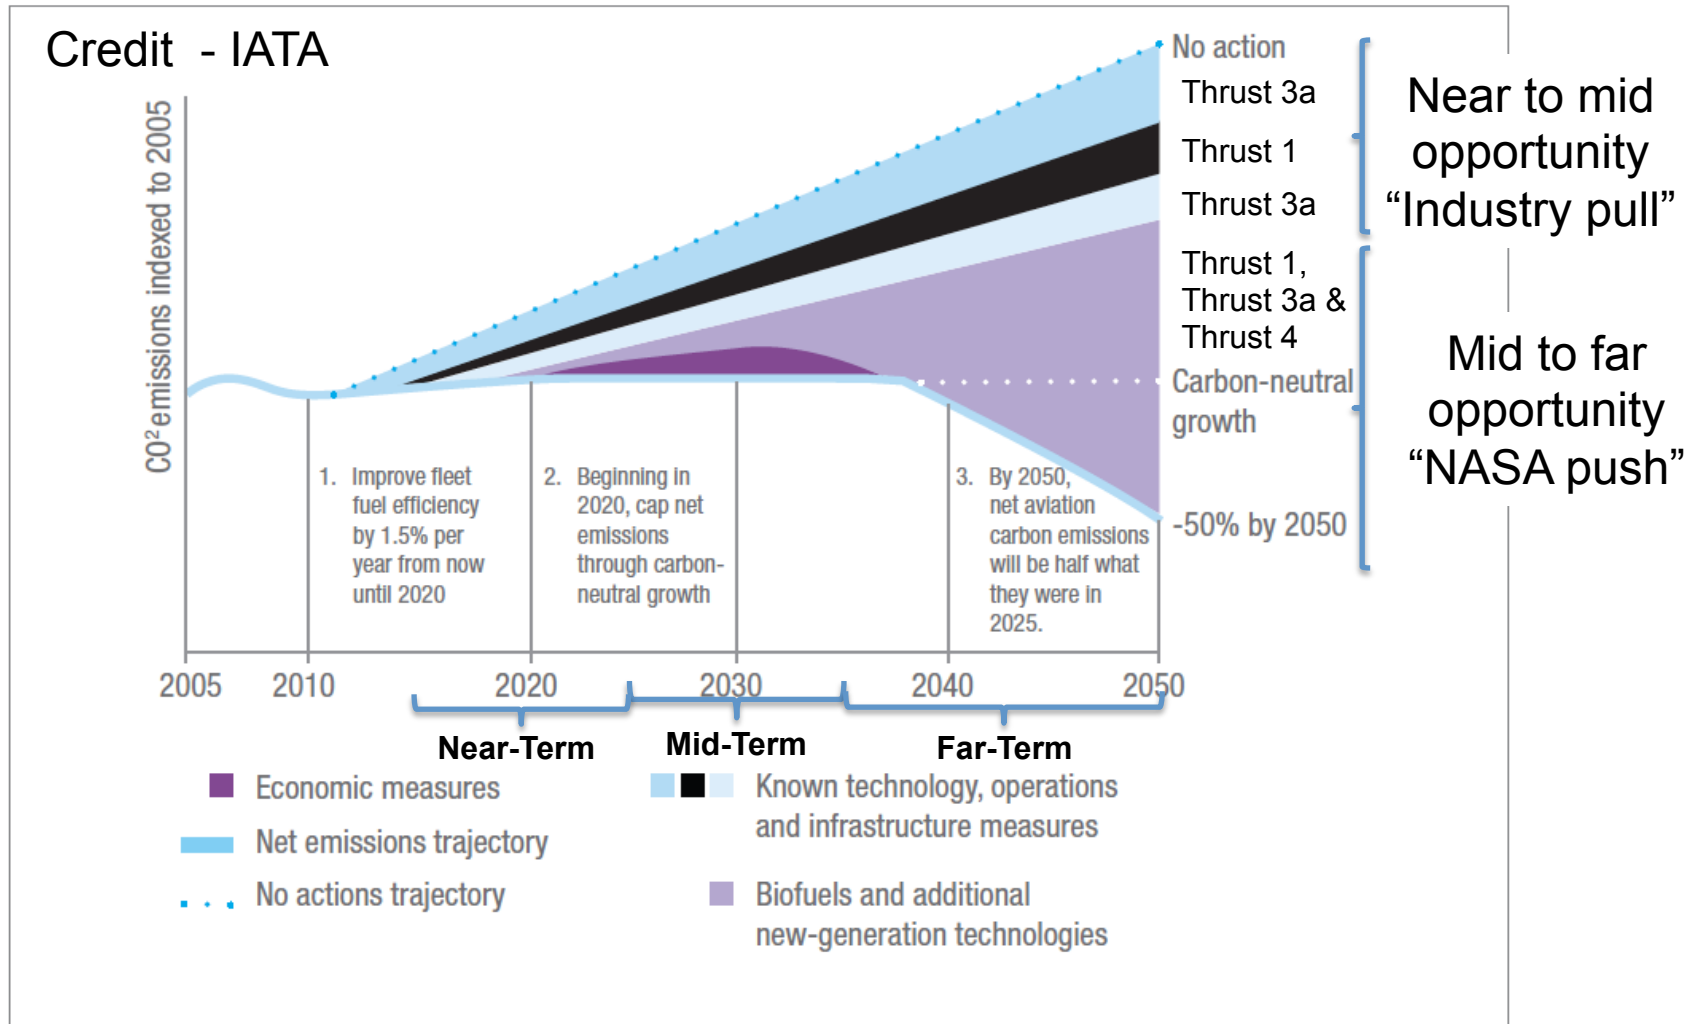 Credit - IATA
CO² emissions indexed to 2005
No action
Thrust 3a
Thrust 1
Thrust 3a
Thrust 1,
Thrust 3a &
Thrust 4
Carbon-neutral
growth
-50% by 2050
Near to mid
opportunity
“Industry pull”
Mid to far
opportunity
“NASA push”
1. Improve fleet
fuel efficiency
by 1.5% per
year from now
until 2020
2. Beginning in
2020, cap net
emissions
through carbon-
neutral growth
3. By 2050,
net aviation
carbon emissions
will be half what
they were in
2025.
2005 2010 2020 2030 2040 2050
Near-Term Mid-Term Far-Term
Economic measures
Net emissions trajectory
No actions trajectory
Known technology, operations
and infrastructure measures
Biofuels and additional
new-generation technologies